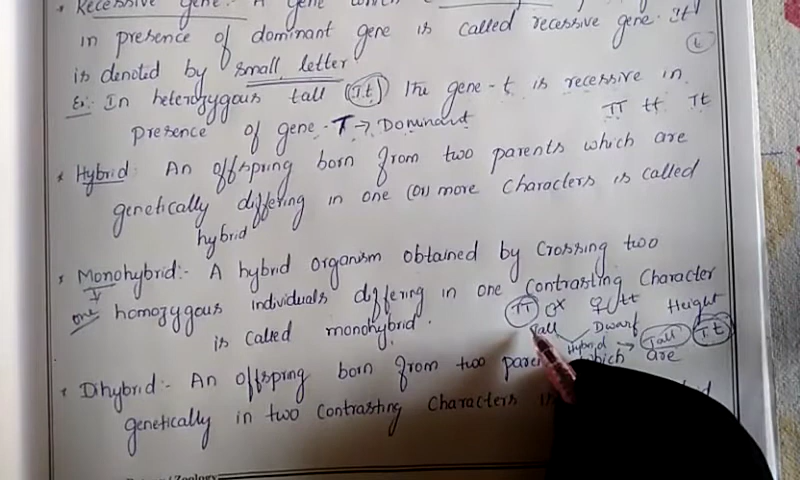 * Recessive gene :- A gene which
in presence of dominant gene is called recessive gene. It
is denoted by small letter (t)
Ex:- In heterozygous tall (Tt) the gene - t is recessive in
presence of gene - T → Dominant TT tt Tt
* Hybrid : An offspring born from two parents which are
genetically differing in one (or) more characters is called
hybrid
* Monohybrid :- A hybrid organism obtained by crossing two
one homozygous individuals differing in one contrasting character
is called monohybrid.
TT ♂ x ♀ tt Height
Tall Dwarf
Hybrid → Tall Tt
* Dihybrid :- An offspring born from two parents which are
genetically in two contrasting characters is
Zoology